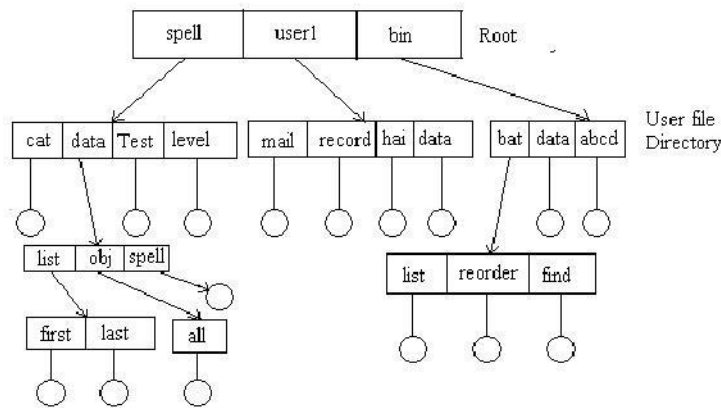 spell user1 bin Root
User file
cat data Test level mail record hai data bat data abcd Directory
list obj spell
list reorder find
first last all